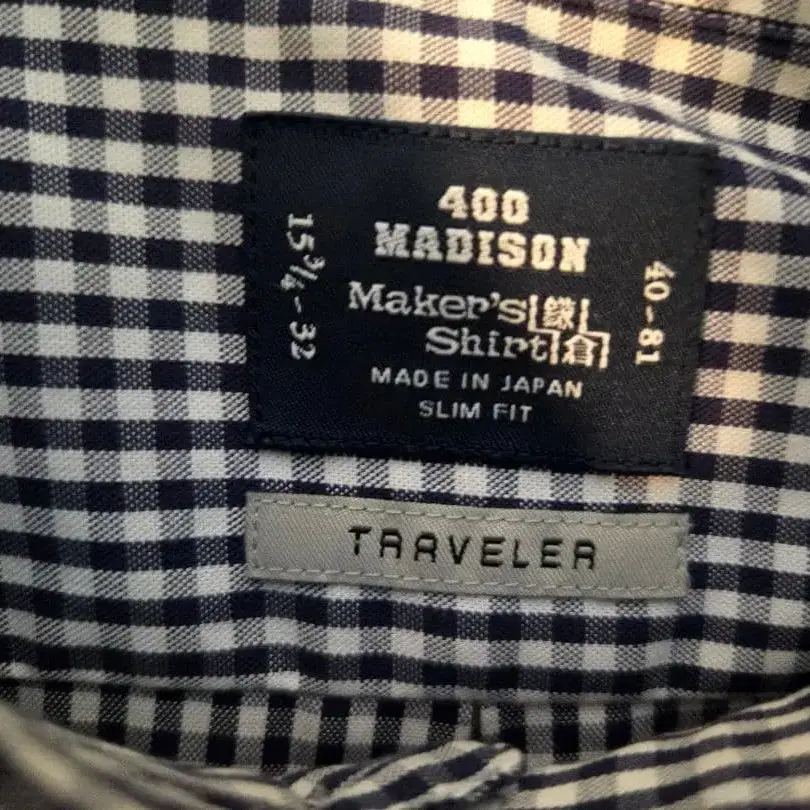 400
MADISON
Maker's 鎌
Shirt 倉
MADE IN JAPAN
SLIM FIT
15¾-32
40-81
TRAVELER